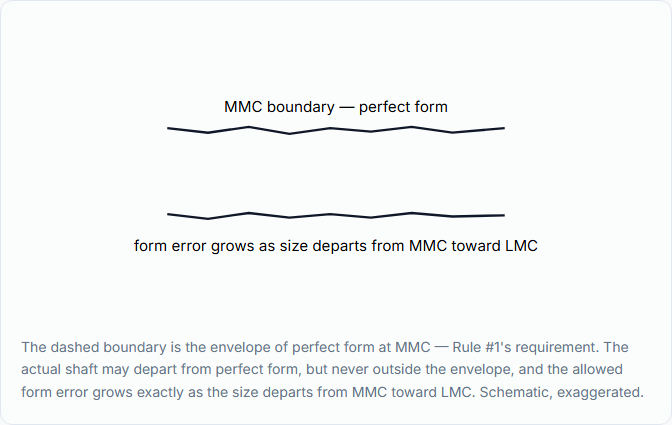 MMC boundary — perfect form
form error grows as size departs from MMC toward LMC
The dashed boundary is the envelope of perfect form at MMC — Rule #1's requirement. The
actual shaft may depart from perfect form, but never outside the envelope, and the allowed
form error grows exactly as the size departs from MMC toward LMC. Schematic, exaggerated.